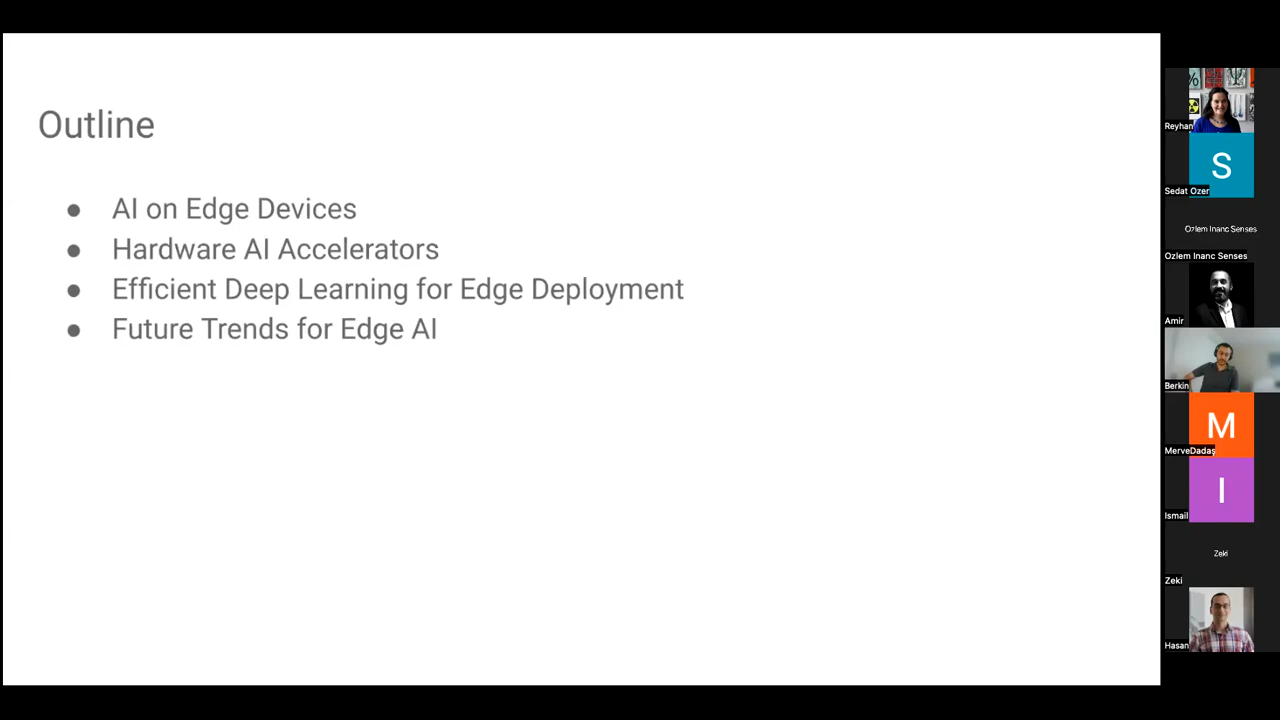 Outline
● AI on Edge Devices
● Hardware AI Accelerators
● Efficient Deep Learning for Edge Deployment
● Future Trends for Edge AI
%
Reyhan
S
Sedat Ozer
Ozlem Inanc Senses
Ozlem Inanc Senses
Amir
Berkin
M
MerveDadaş
I
Ismail
Zeki
Zeki
Hasan